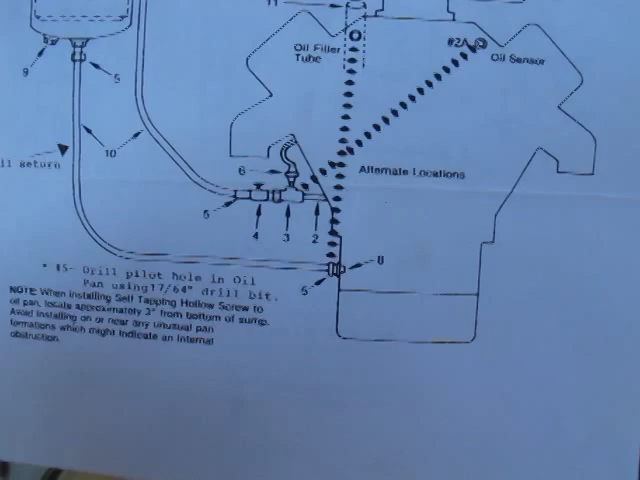 11
Oil Filler
Tube
#2A
Oil Sensor
9
5
10
il return
6
Alternate Locations
5
4
3
2
8
5
* #5- Drill pilot hole in Oil
Pan using 17/64" drill bit.
NOTE: When installing Self Tapping Hollow Screw to
oil pan, locate approximately 3" from bottom of sump.
Avoid installing on or near any unusual pan
formations which might indicate an internal
obstruction.